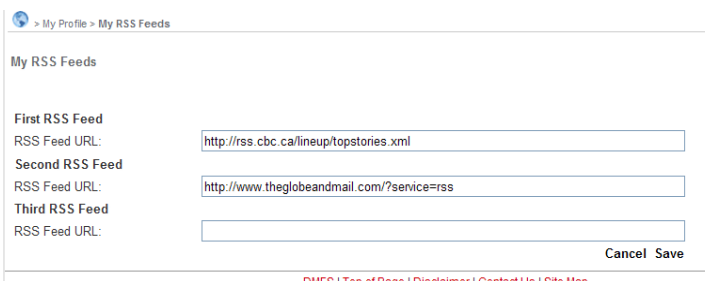 > My Profile > My RSS Feeds
My RSS Feeds
First RSS Feed
RSS Feed URL: http://rss.cbc.ca/lineup/topstories.xml
Second RSS Feed
RSS Feed URL: http://www.theglobeandmail.com/?service=rss
Third RSS Feed
RSS Feed URL:
Cancel Save
DMFS | Top of Page | Disclaimer | Contact Us | Site Map